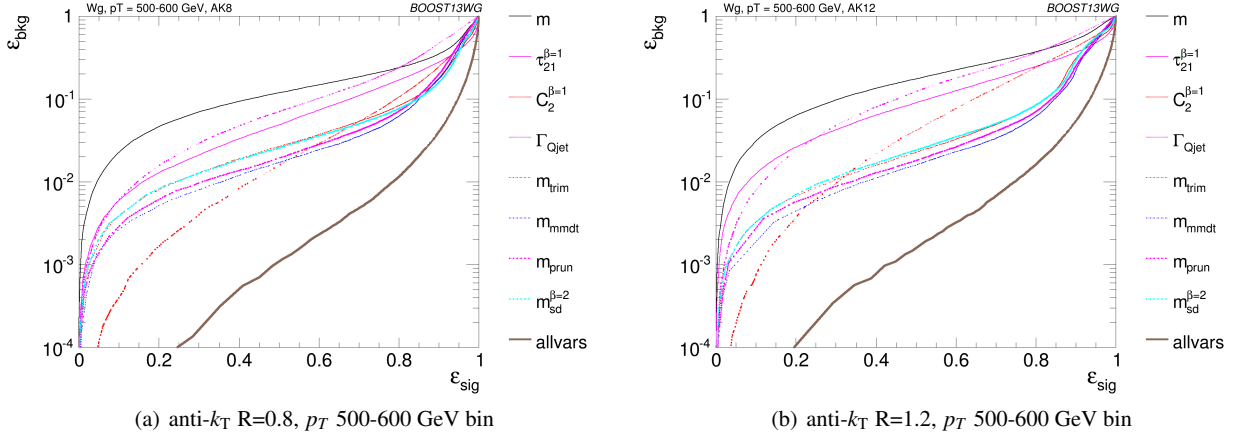 Wg, pT = 500-600 GeV, AK8 BOOST13WG
ε_bkg
1
10^-1
10^-2
10^-3
10^-4
0 0.2 0.4 0.6 0.8 1
ε_sig
m
τ_21^β=1
C_2^β=1
Γ_Qjet
m_trim
m_mmdt
m_prun
m_sd^β=2
allvars
(a) anti-k_T R=0.8, p_T 500-600 GeV bin
Wg, pT = 500-600 GeV, AK12 BOOST13WG
ε_bkg
1
10^-1
10^-2
10^-3
10^-4
0 0.2 0.4 0.6 0.8 1
ε_sig
m
τ_21^β=1
C_2^β=1
Γ_Qjet
m_trim
m_mmdt
m_prun
m_sd^β=2
allvars
(b) anti-k_T R=1.2, p_T 500-600 GeV bin